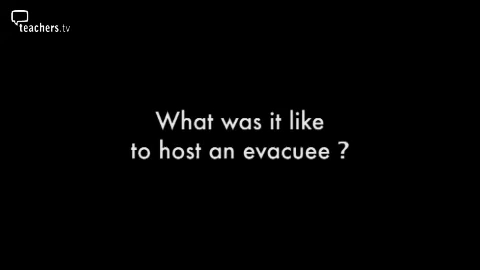 teachers.tv
What was it like
to host an evacuee ?